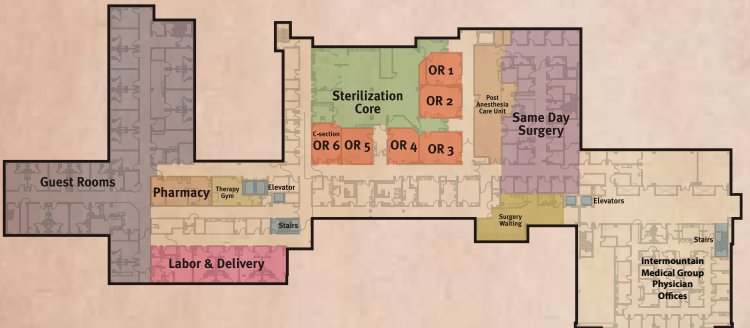 OR 1
OR 2
Sterilization
Core
Post
Anesthesia
Care Unit
Same Day
Surgery
C-section
OR 6
OR 5
OR 4
OR 3
Guest Rooms
Pharmacy
Therapy
Gym
Elevator
Elevators
Surgery
Waiting
Stairs
Stairs
Labor & Delivery
Intermountain
Medical Group
Physician
Offices